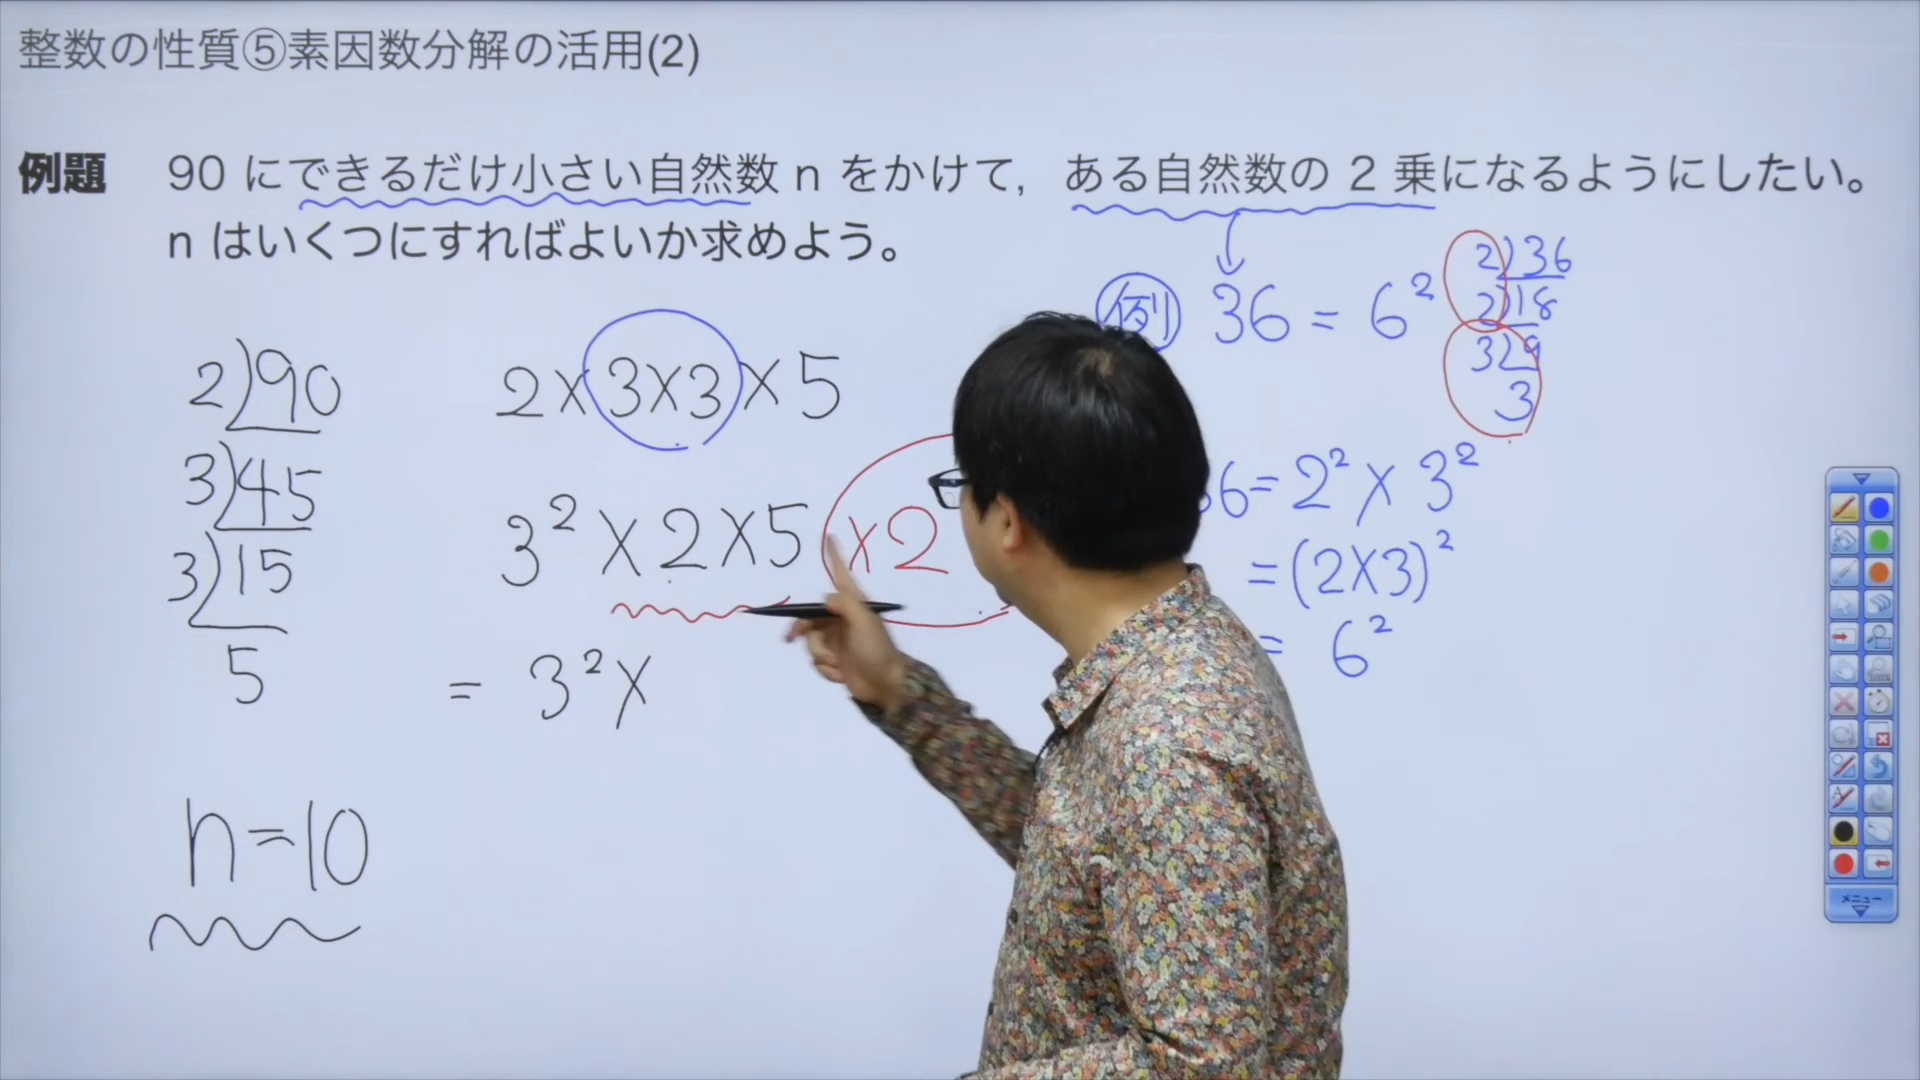 整数の性質⑤素因数分解の活用(2)
例題 90 にできるだけ小さい自然数 n をかけて, ある自然数の 2 乗になるようにしたい。
n はいくつにすればよいか求めよう。
2)90
3)45
3)15
5
2×3×3×5
3²×2×5×2
= 3²×
n=10
例 36 = 6²
2)36
2)18
3)9
3
6=2²×3²
=(2×3)²
= 6²
メニュー